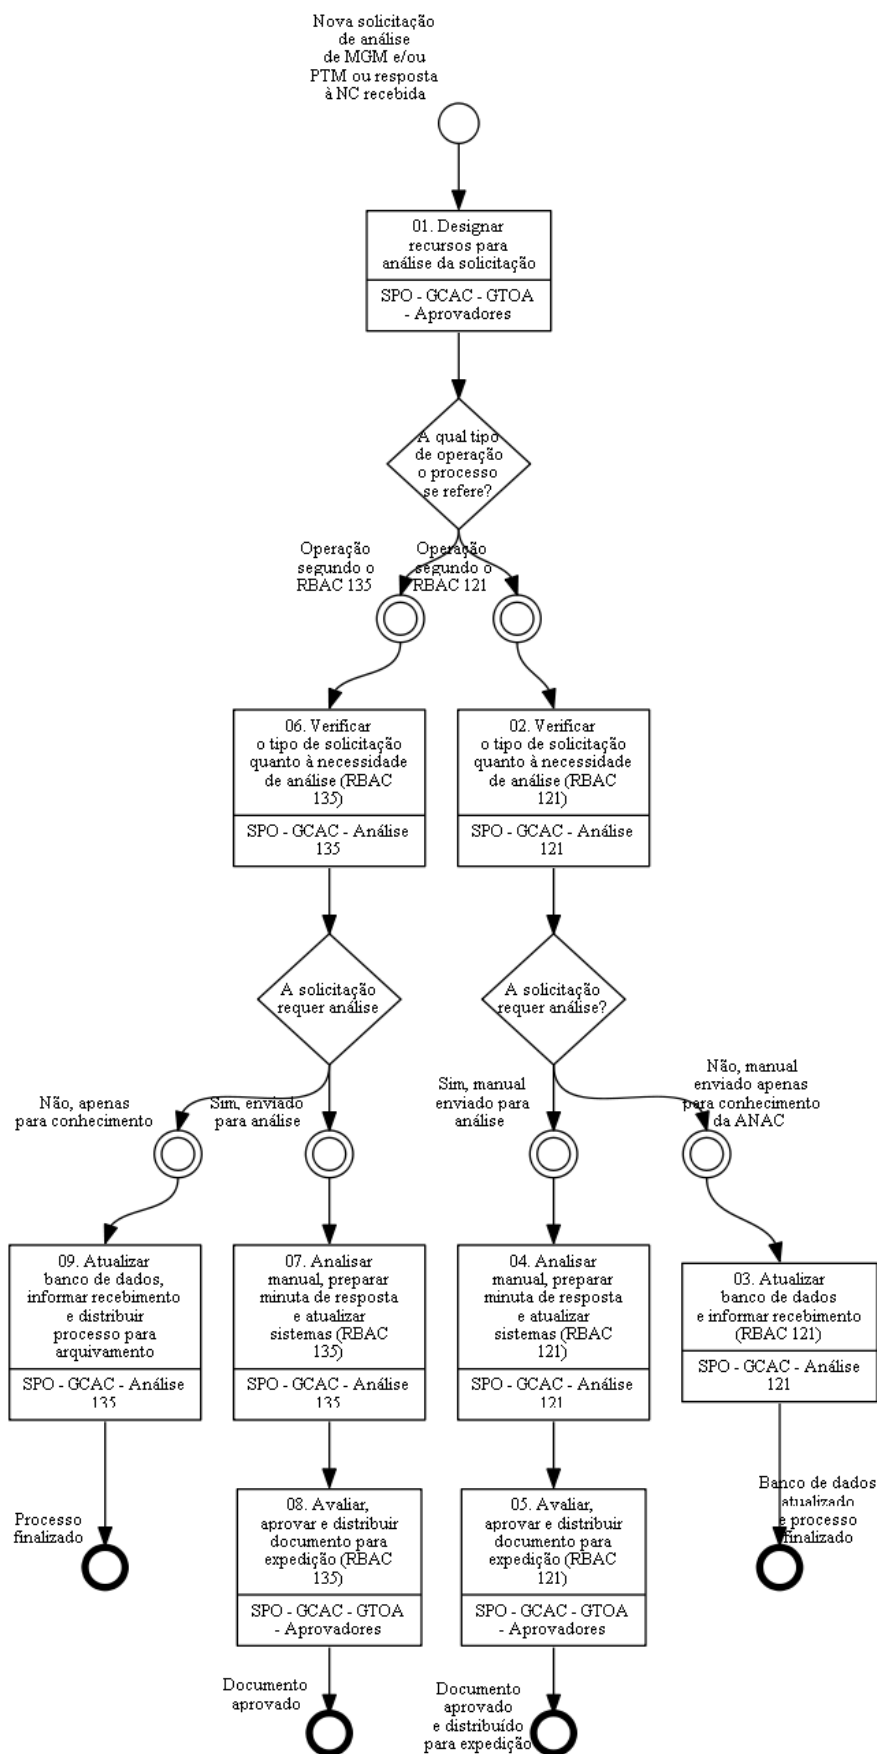 Nova solicitação
de análise
de MGM e/ou
PTM ou resposta
à NC recebida
01. Designar
recursos para
análise da solicitação
SPO - GCAC - GTOA
- Aprovadores
A qual tipo
de operação
o processo
se refere?
Operação
segundo o
RBAC 135
Operação
segundo o
RBAC 121
06. Verificar
o tipo de solicitação
quanto à necessidade
de análise (RBAC
135)
SPO - GCAC - Análise
135
02. Verificar
o tipo de solicitação
quanto à necessidade
de análise (RBAC
121)
SPO - GCAC - Análise
121
A solicitação
requer análise
A solicitação
requer análise?
Não, apenas
para conhecimento
Sim, enviado
para análise
Sim, manual
enviado para
análise
Não, manual
enviado apenas
para conhecimento
da ANAC
09. Atualizar
banco de dados,
informar recebimento
e distribuir
processo para
arquivamento
SPO - GCAC - Análise
135
07. Analisar
manual, preparar
minuta de resposta
e atualizar
sistemas (RBAC
135)
SPO - GCAC - Análise
135
04. Analisar
manual, preparar
minuta de resposta
e atualizar
sistemas (RBAC
121)
SPO - GCAC - Análise
121
03. Atualizar
banco de dados
e informar recebimento
(RBAC 121)
SPO - GCAC - Análise
121
Processo
finalizado
08. Avaliar,
aprovar e distribuir
documento para
expedição (RBAC
135)
SPO - GCAC - GTOA
- Aprovadores
05. Avaliar,
aprovar e distribuir
documento para
expedição (RBAC
121)
SPO - GCAC - GTOA
- Aprovadores
Banco de dados
atualizado
e processo
finalizado
Documento
aprovado
Documento
aprovado
e distribuído
para expedição